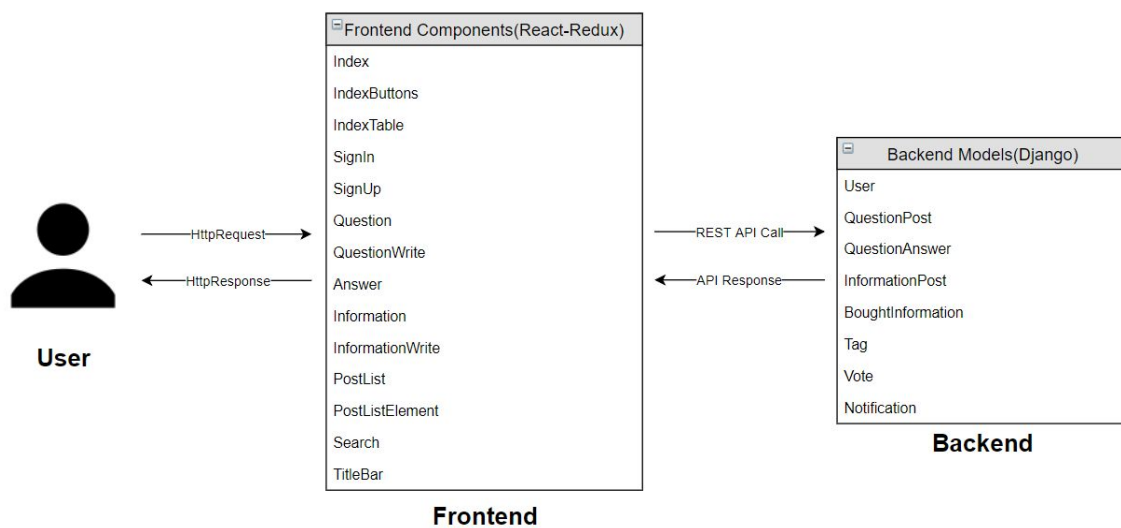 Frontend Components(React-Redux)
Index
IndexButtons
IndexTable
SignIn
SignUp
Question
QuestionWrite
Answer
Information
InformationWrite
PostList
PostListElement
Search
TitleBar
Frontend
HttpRequest
HttpResponse
User
REST API Call
API Response
Backend Models(Django)
User
QuestionPost
QuestionAnswer
InformationPost
BoughtInformation
Tag
Vote
Notification
Backend